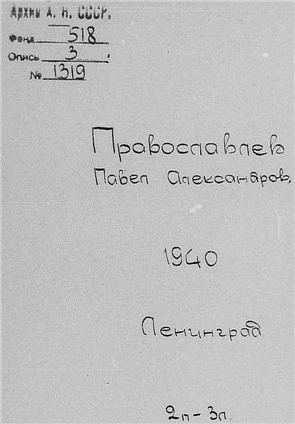 Архив А. Н. СССР.
Фонд 518
Опись 3
№ 1319
Православлев
Павел Александров.
1940
Ленинград
2п-3л.